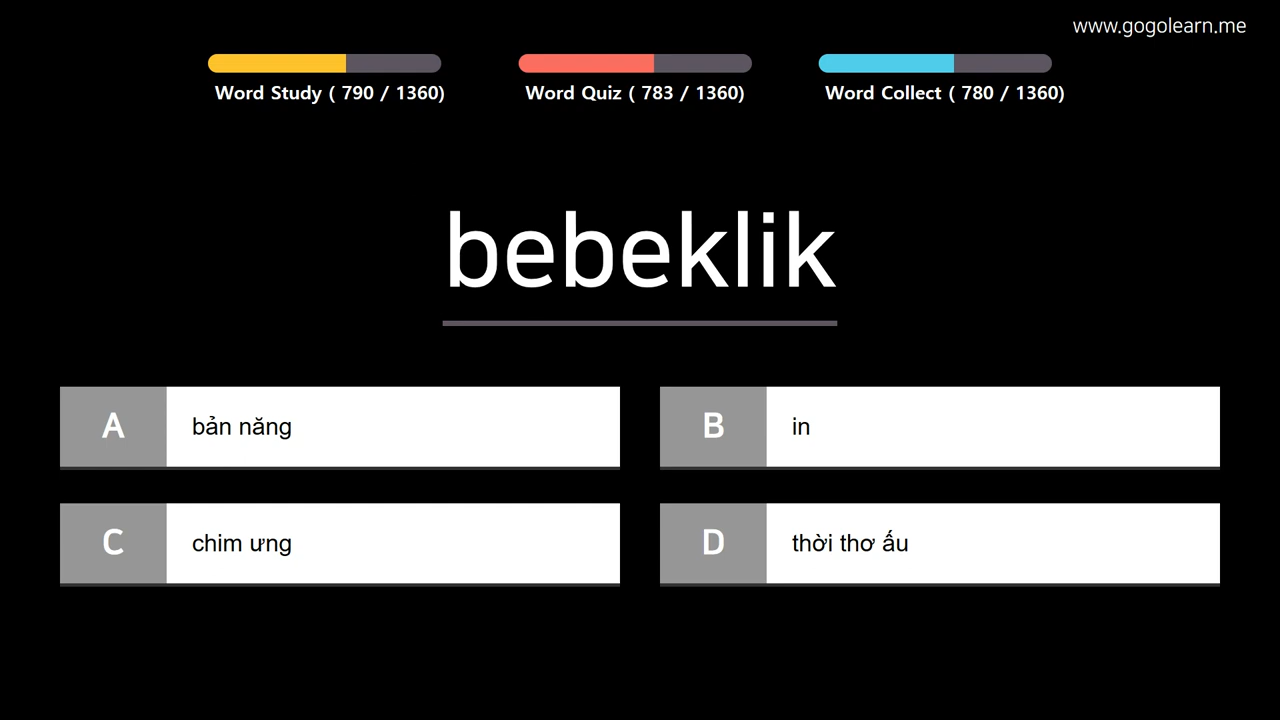 www.gogolearn.me
Word Study ( 790 / 1360)
Word Quiz ( 783 / 1360)
Word Collect ( 780 / 1360)
bebeklik
A bản năng
B in
C chim ưng
D thời thơ ấu